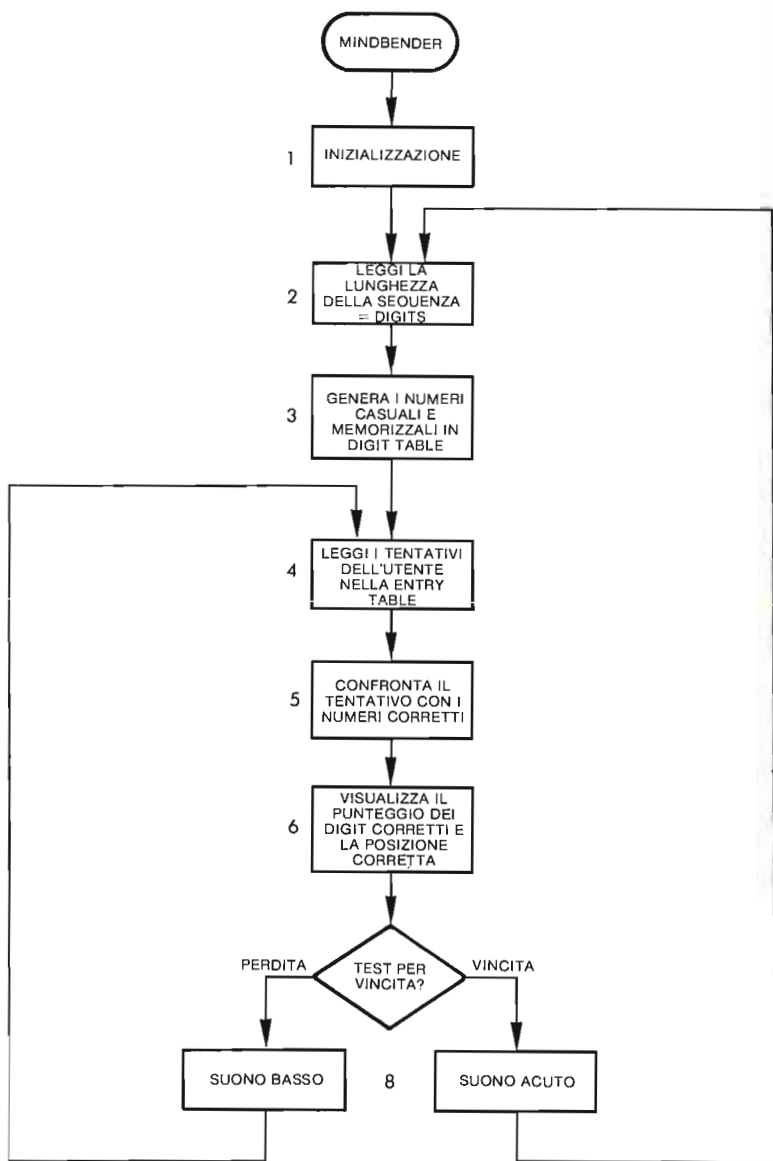 MINDBENDER
1
INIZIALIZZAZIONE
2
LEGGI LA
LUNGHEZZA
DELLA SEQUENZA
= DIGITS
3
GENERA I NUMERI
CASUALI E
MEMORIZZALI IN
DIGIT TABLE
4
LEGGI I TENTATIVI
DELL'UTENTE
NELLA ENTRY
TABLE
5
CONFRONTA IL
TENTATIVO CON I
NUMERI CORRETTI
6
VISUALIZZA IL
PUNTEGGIO DEI
DIGIT CORRETTI E
LA POSIZIONE
CORRETTA
PERDITA
TEST PER
VINCITA?
VINCITA
SUONO BASSO
8
SUONO ACUTO